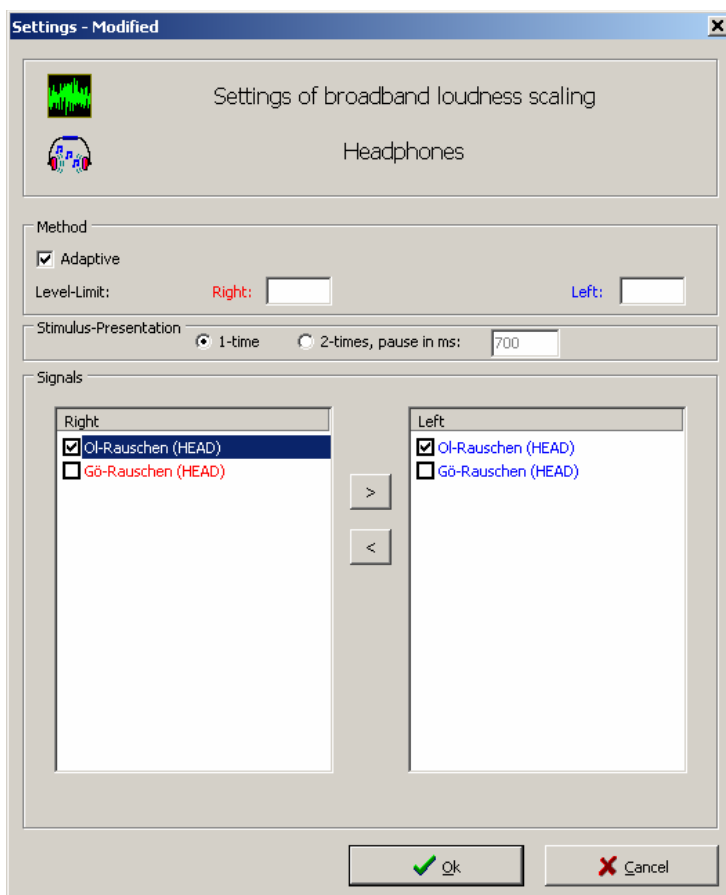 Settings - Modified
Settings of broadband loudness scaling
Headphones
Method
Adaptive
Level-Limit: Right: Left:
Stimulus-Presentation 1-time 2-times, pause in ms: 700
Signals
Right Left
Ol-Rauschen (HEAD) Ol-Rauschen (HEAD)
Gö-Rauschen (HEAD) Gö-Rauschen (HEAD)
>
<
Ok Cancel